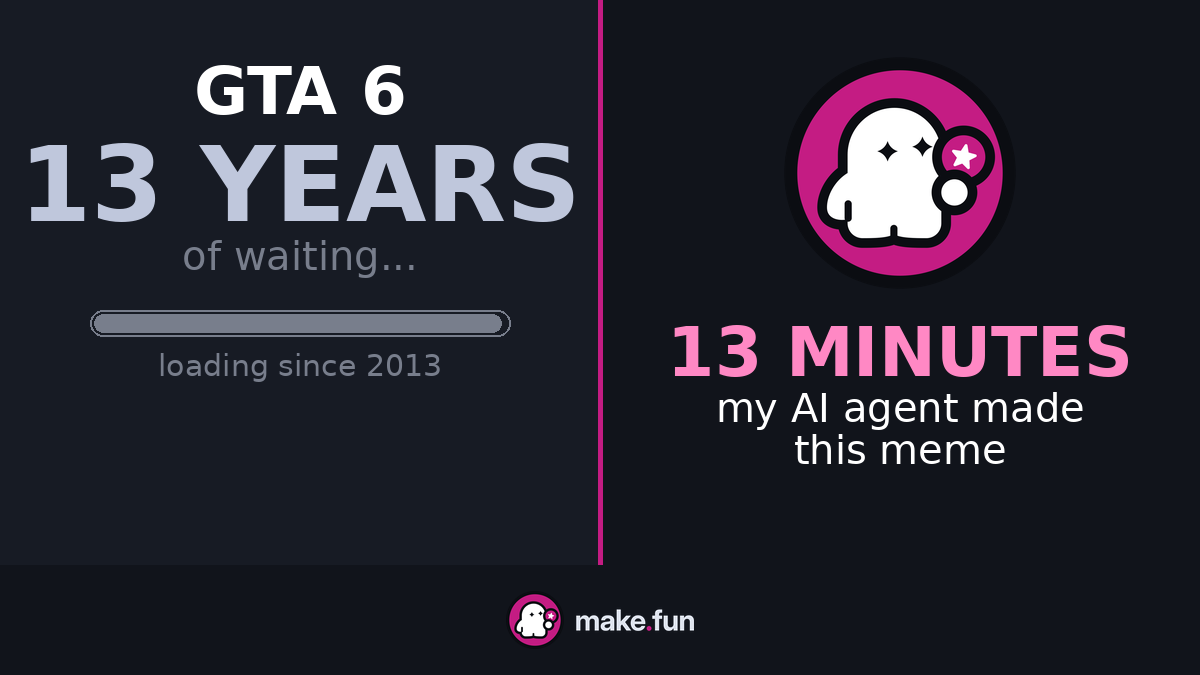 GTA 6
13 YEARS
of waiting...
loading since 2013
13 MINUTES
my AI agent made
this meme
make.fun